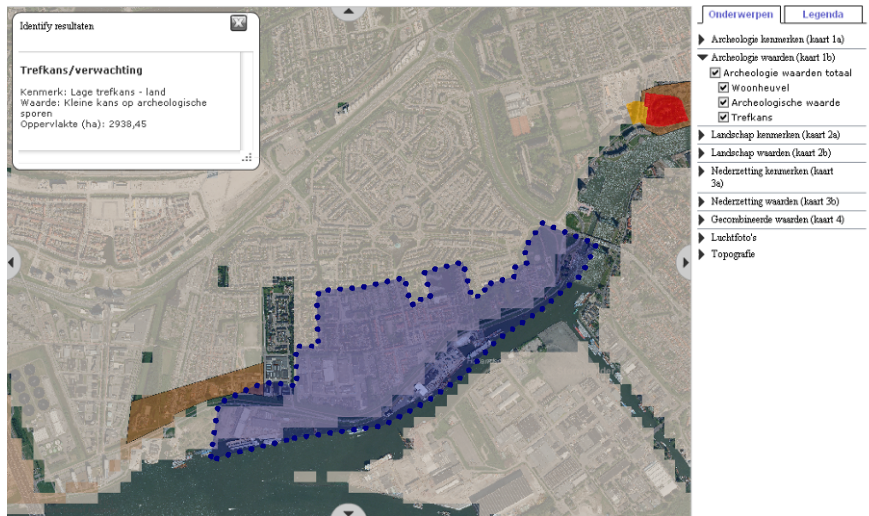 Identify resultaten
Trefkans/verwachting
Kenmerk: Lage trefkans - land
Waarde: Kleine kans op archeologische
sporen
Oppervlakte (ha): 2938,45
Onderwerpen
Legenda
Archeologie kenmerken (kaart 1a)
Archeologie waarden (kaart 1b)
Archeologie waarden totaal
Woonheuvel
Archeologische waarde
Trefkans
Landschap kenmerken (kaart 2a)
Landschap waarden (kaart 2b)
Nederzetting kenmerken (kaart
3a)
Nederzetting waarden (kaart 3b)
Gecombineerde waarden (kaart 4)
Luchtfoto's
Topografie